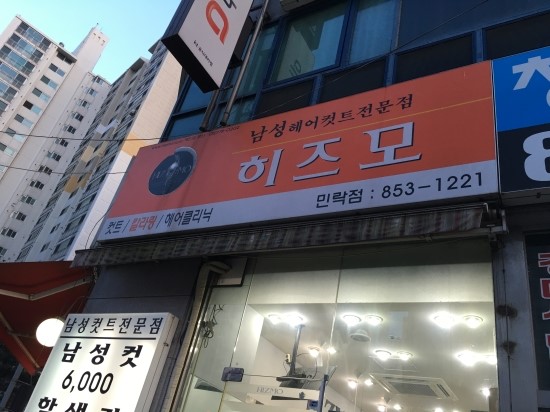 남성헤어컷트전문점
히즈모
컷트 / 칼라링 / 헤어클리닉
민락점 : 853-1221
남성컷트전문점
남성컷
6,000